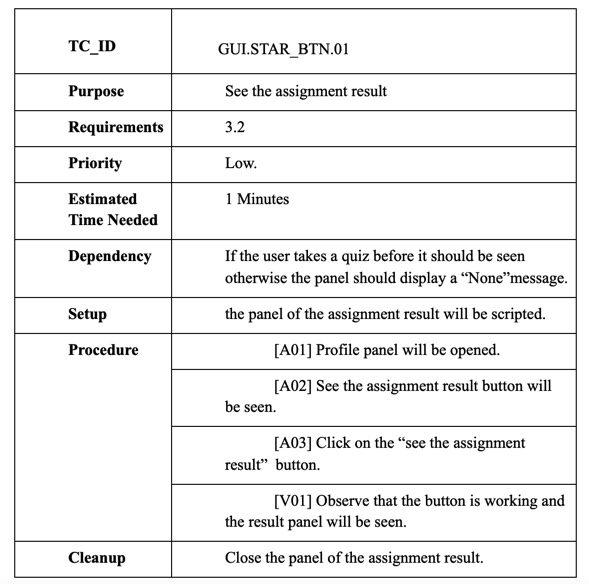 TC_ID
GUI.STAR_BTN.01
Purpose
See the assignment result
Requirements
3.2
Priority
Low.
Estimated
Time Needed
1 Minutes
Dependency
If the user takes a quiz before it should be seen
otherwise the panel should display a “None”message.
Setup
the panel of the assignment result will be scripted.
Procedure
[A01] Profile panel will be opened.
[A02] See the assignment result button will
be seen.
[A03] Click on the “see the assignment
result” button.
[V01] Observe that the button is working and
the result panel will be seen.
Cleanup
Close the panel of the assignment result.